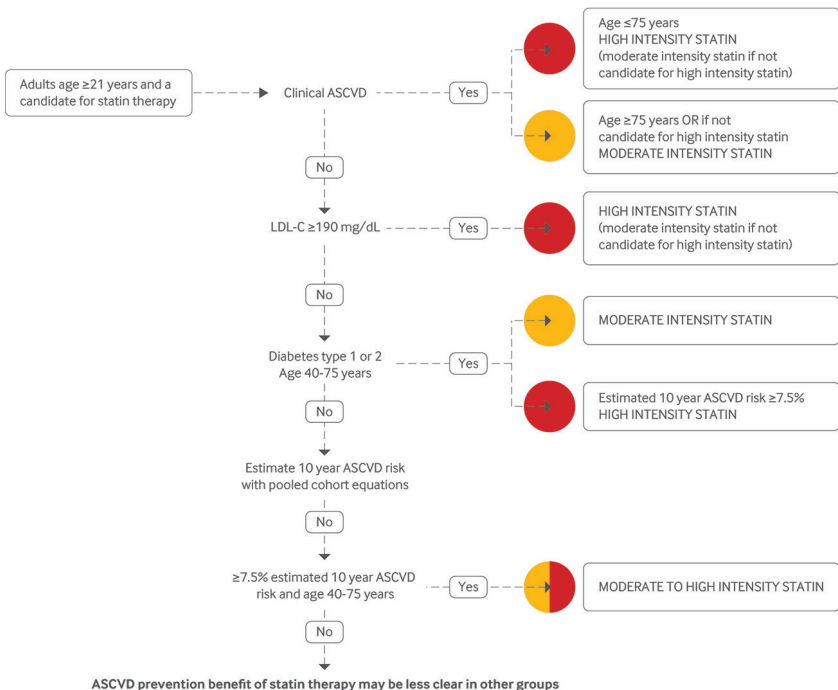 Adults age ≥21 years and a
candidate for statin therapy
Clinical ASCVD
Yes
Age ≤75 years
HIGH INTENSITY STATIN
(moderate intensity statin if not
candidate for high intensity statin)
Age ≥75 years OR if not
candidate for high intensity statin
MODERATE INTENSITY STATIN
No
LDL-C ≥190 mg/dL
Yes
HIGH INTENSITY STATIN
(moderate intensity statin if not
candidate for high intensity statin)
No
Diabetes type 1 or 2
Age 40-75 years
Yes
MODERATE INTENSITY STATIN
Estimated 10 year ASCVD risk ≥7.5%
HIGH INTENSITY STATIN
No
Estimate 10 year ASCVD risk
with pooled cohort equations
No
≥7.5% estimated 10 year ASCVD
risk and age 40-75 years
Yes
MODERATE TO HIGH INTENSITY STATIN
No
ASCVD prevention benefit of statin therapy may be less clear in other groups